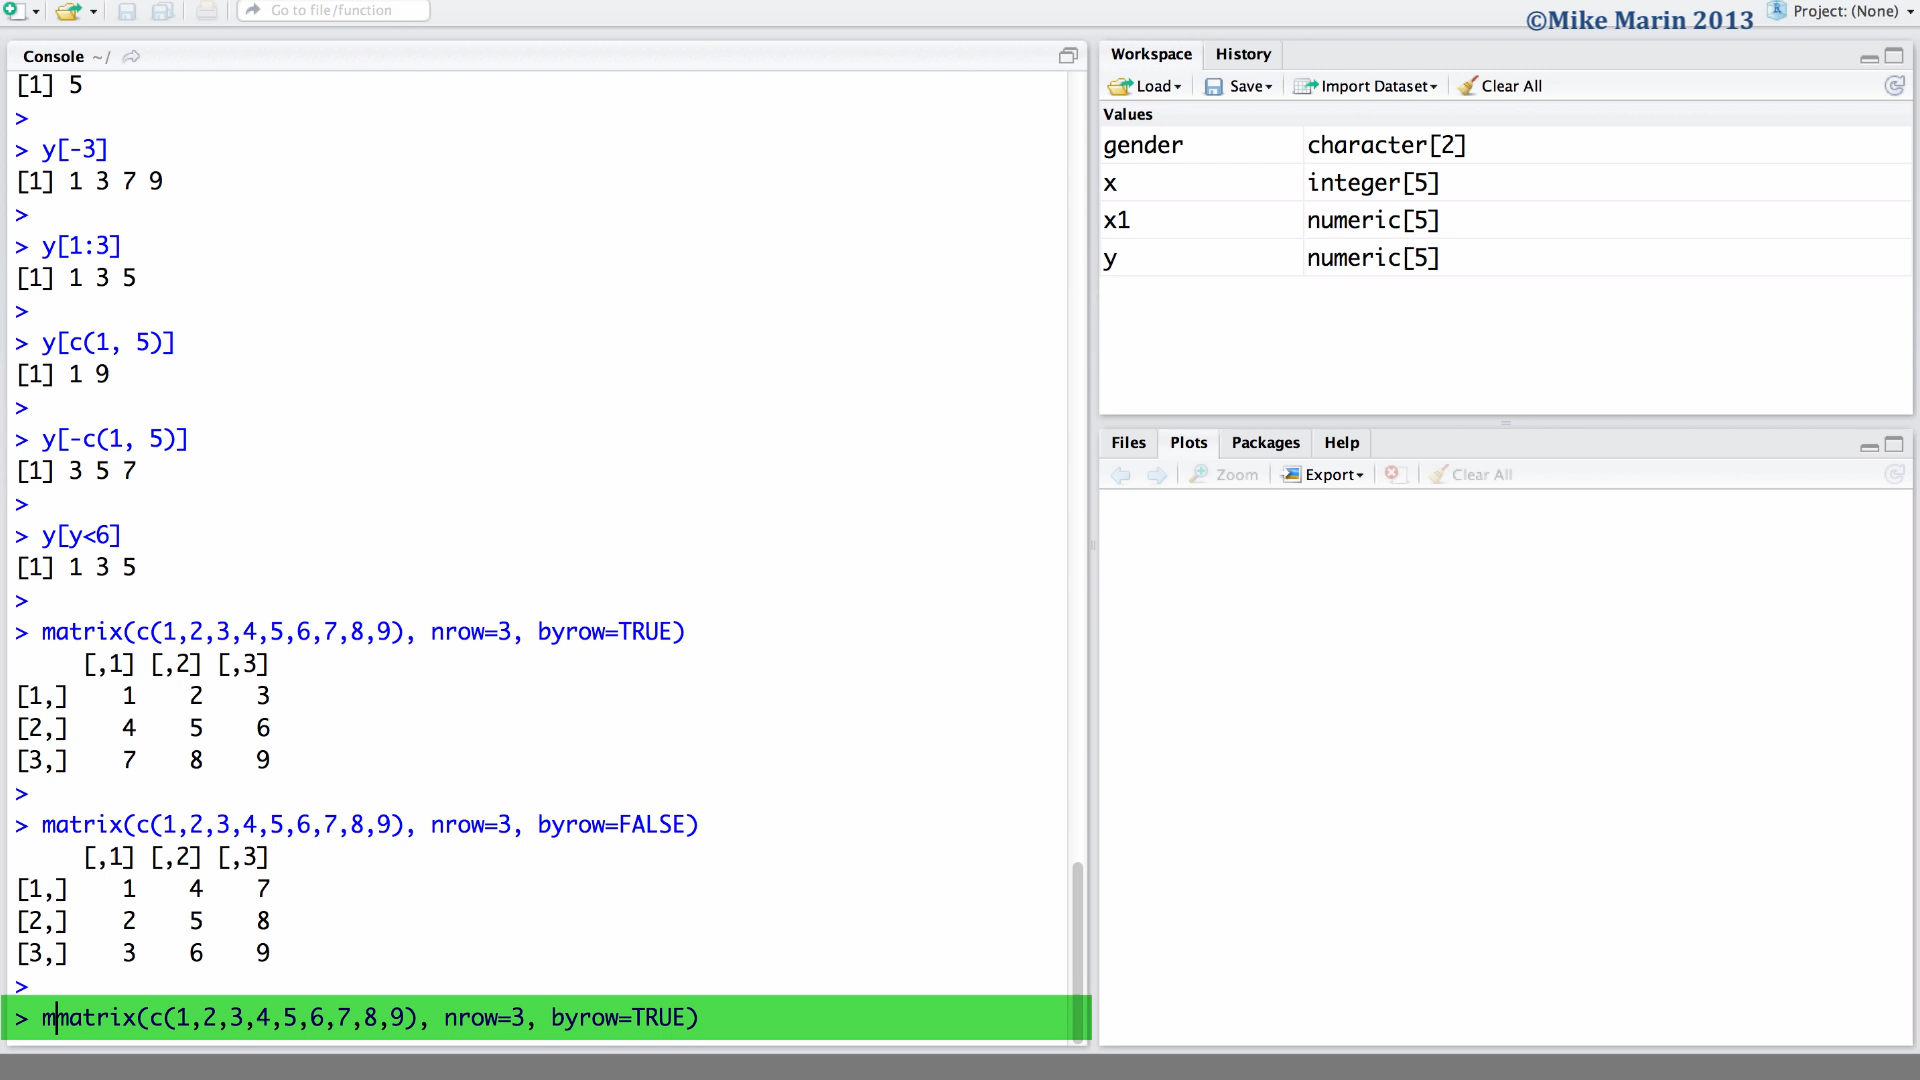 Go to file/function
©Mike Marin 2013
Project: (None)
Console ~/
[1] 5
>
> y[-3]
[1] 1 3 7 9
>
> y[1:3]
[1] 1 3 5
>
> y[c(1, 5)]
[1] 1 9
>
> y[-c(1, 5)]
[1] 3 5 7
>
> y[y<6]
[1] 1 3 5
>
> matrix(c(1,2,3,4,5,6,7,8,9), nrow=3, byrow=TRUE)
[,1] [,2] [,3]
[1,] 1 2 3
[2,] 4 5 6
[3,] 7 8 9
>
> matrix(c(1,2,3,4,5,6,7,8,9), nrow=3, byrow=FALSE)
[,1] [,2] [,3]
[1,] 1 4 7
[2,] 2 5 8
[3,] 3 6 9
>
> mmatrix(c(1,2,3,4,5,6,7,8,9), nrow=3, byrow=TRUE)
Workspace History
Load Save Import Dataset Clear All
Values
gender character[2]
x integer[5]
x1 numeric[5]
y numeric[5]
Files Plots Packages Help
Zoom Export Clear All